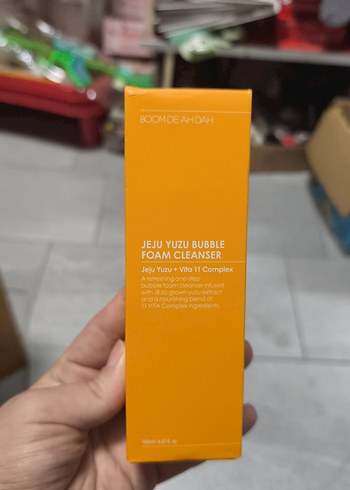 BOOM DE AH DAH
JEJU YUZU BUBBLE
FOAM CLEANSER
Jeju Yuzu + Vita 11 Complex
A refreshing one-step
bubble foam cleanser infused
with JEJU grown yuzu extract
and a nourishing blend of
11 VITA Complex ingredients.